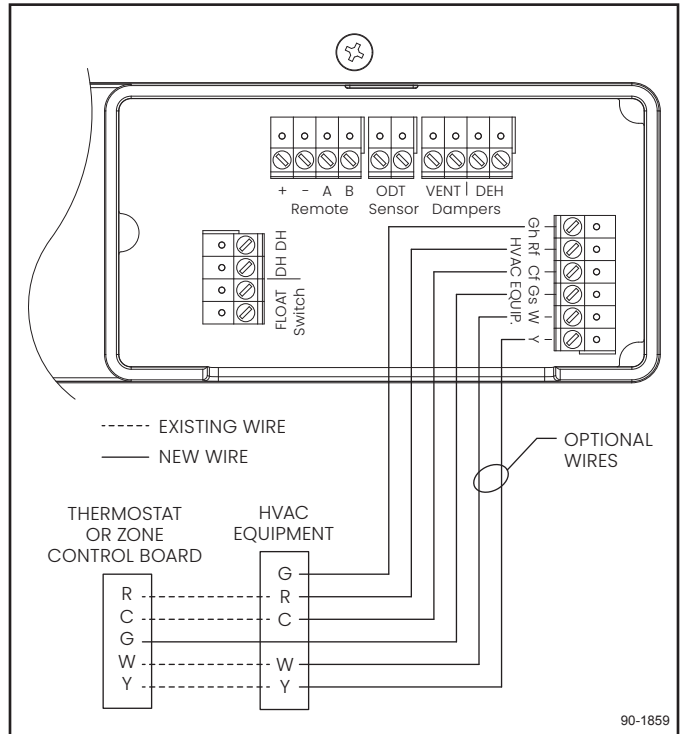 + - A B
Remote
ODT
Sensor
VENT DEH
Dampers
DH DH
FLOAT
Switch
HVAC EQUIP.
Gh
Rf
Cf
Gs
W
Y
EXISTING WIRE
NEW WIRE
OPTIONAL
WIRES
THERMOSTAT
OR ZONE
CONTROL BOARD
R
C
G
W
Y
HVAC
EQUIPMENT
G
R
C
W
Y
90-1859